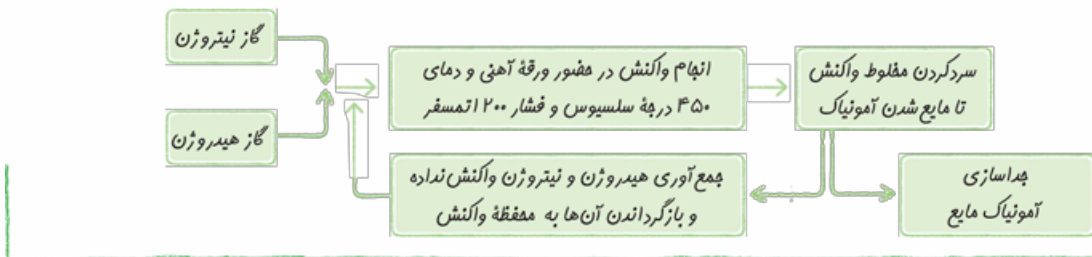 گاز نیتروژن
گاز هیدروژن
انجام واکنش در حضور ورقهٔ آهنی و دمای
۴۵۰ درجهٔ سلسیوس و فشار ۲۰۰ اتمسفر
سردکردن مخلوط واکنش
تا مایع شدن آمونیاک
جمع‌آوری هیدروژن و نیتروژن واکنش‌نداده
و بازگرداندن آن‌ها به محفظهٔ واکنش
جداسازی
آمونیاک مایع